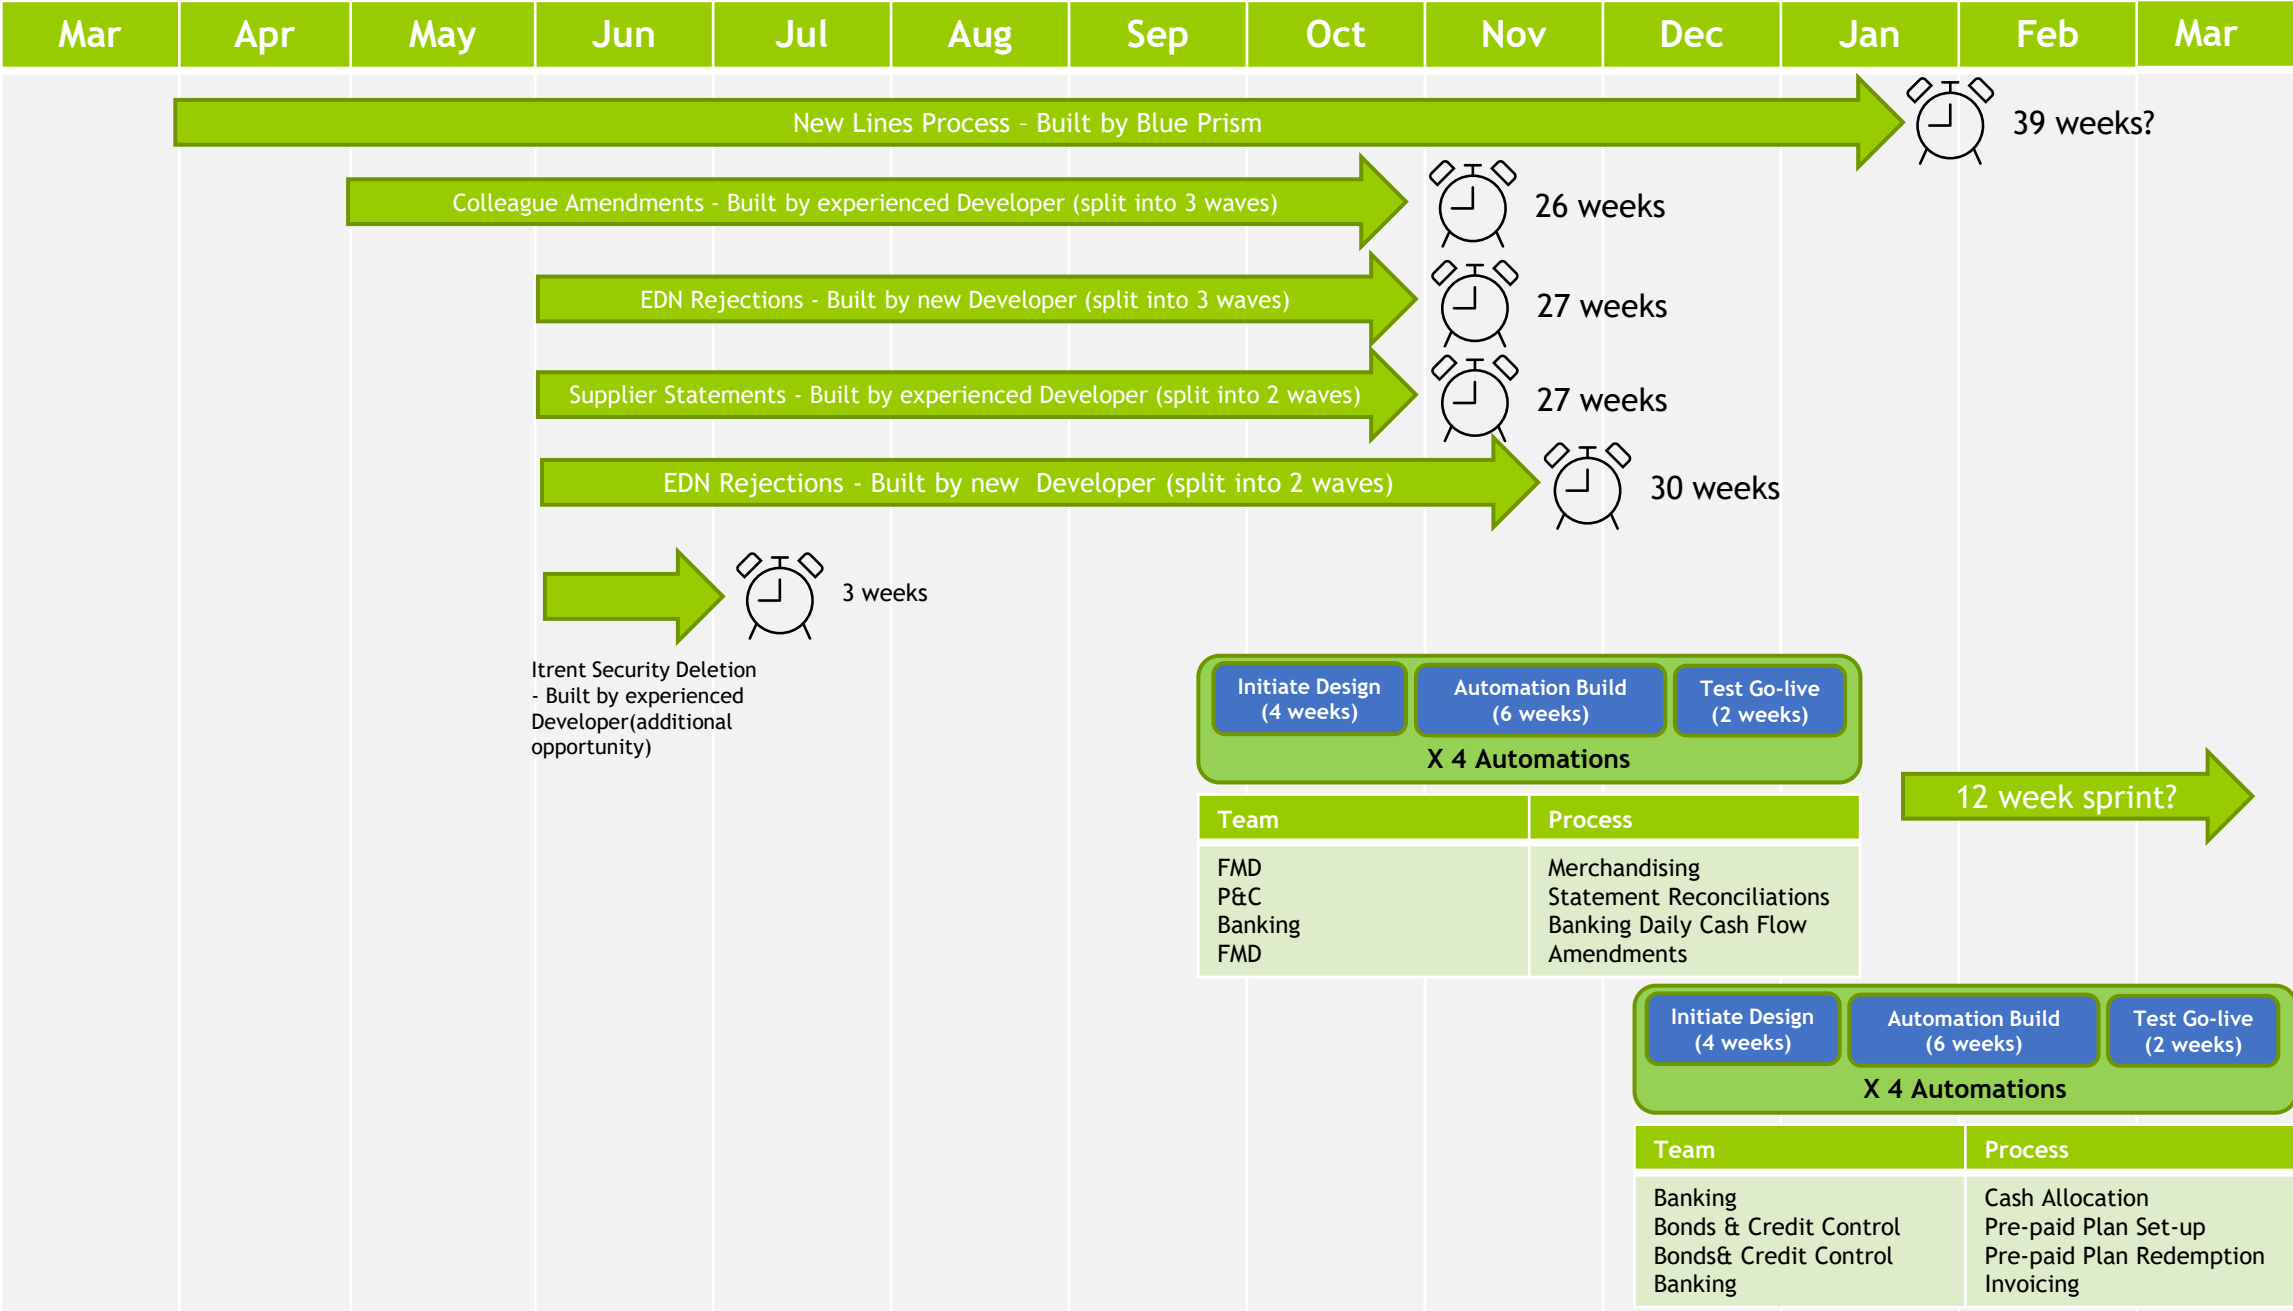 Mar Apr May Jun Jul Aug Sep Oct Nov Dec Jan Feb Mar
New Lines Process – Built by Blue Prism
39 weeks?
Colleague Amendments - Built by experienced Developer (split into 3 waves)
26 weeks
EDN Rejections - Built by new Developer (split into 3 waves)
27 weeks
Supplier Statements - Built by experienced Developer (split into 2 waves)
27 weeks
EDN Rejections - Built by new  Developer (split into 2 waves)
30 weeks
3 weeks
Itrent Security Deletion
- Built by experienced
Developer(additional
opportunity)
Initiate Design
(4 weeks)
Automation Build
(6 weeks)
Test Go-live
(2 weeks)
X 4 Automations
12 week sprint?
Team Process
FMD Merchandising
P&C Statement Reconciliations
Banking Banking Daily Cash Flow
FMD Amendments
Initiate Design
(4 weeks)
Automation Build
(6 weeks)
Test Go-live
(2 weeks)
X 4 Automations
Team Process
Banking Cash Allocation
Bonds & Credit Control Pre-paid Plan Set-up
Bonds& Credit Control Pre-paid Plan Redemption
Banking Invoicing